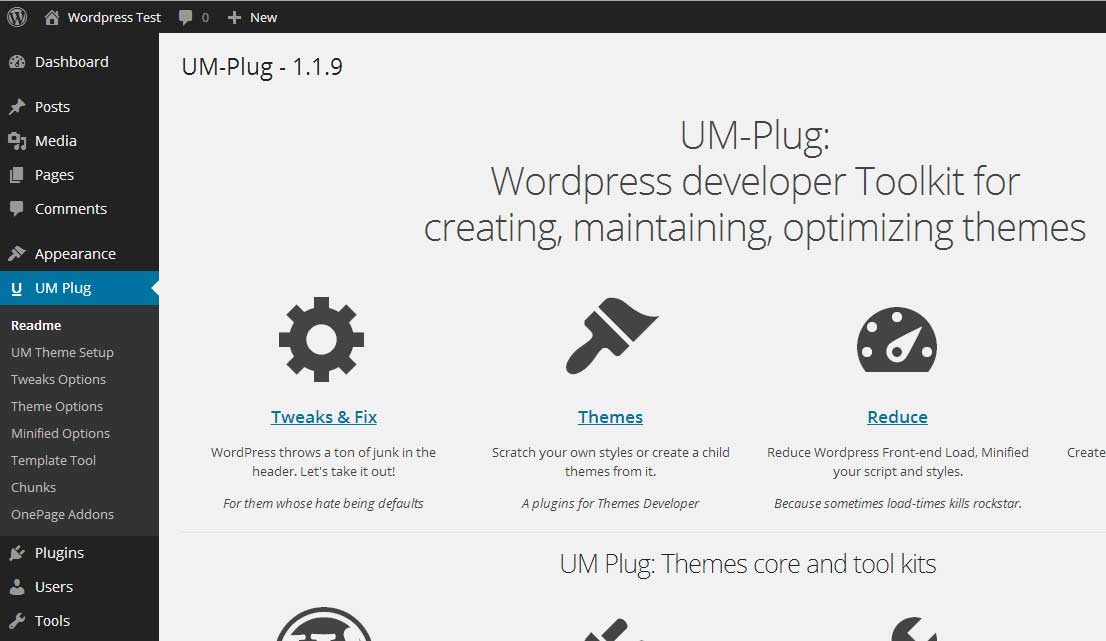 Wordpress Test 0 New
Dashboard
Posts
Media
Pages
Comments
Appearance
U UM Plug
Readme
UM Theme Setup
Tweaks Options
Theme Options
Minified Options
Template Tool
Chunks
OnePage Addons
Plugins
Users
Tools
UM-Plug - 1.1.9
UM-Plug:
Wordpress developer Toolkit for
creating, maintaining, optimizing themes
Tweaks & Fix
WordPress throws a ton of junk in the
header. Let's take it out!
For them whose hate being defaults
Themes
Scratch your own styles or create a child
themes from it.
A plugins for Themes Developer
Reduce
Reduce Wordpress Front-end Load, Minified
your script and styles.
Because sometimes load-times kills rockstar.
Create
UM Plug: Themes core and tool kits